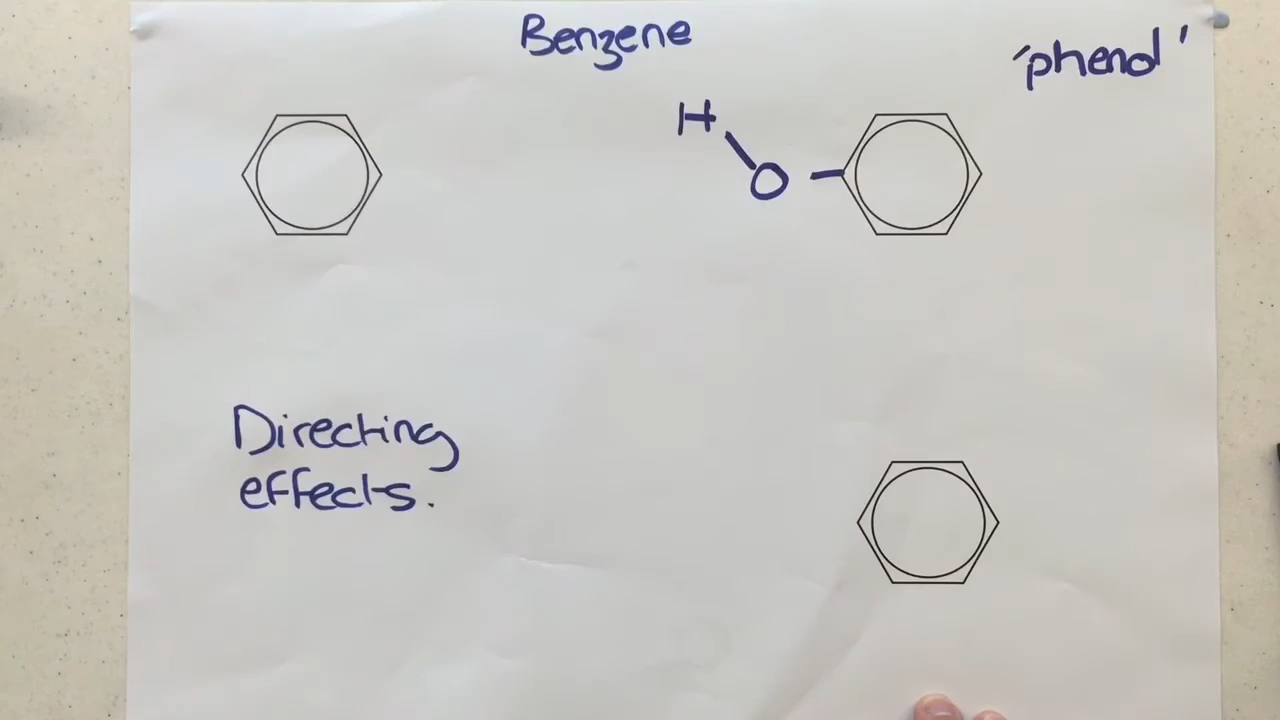 Benzene
'phenol'
H
O
Directing
effects.